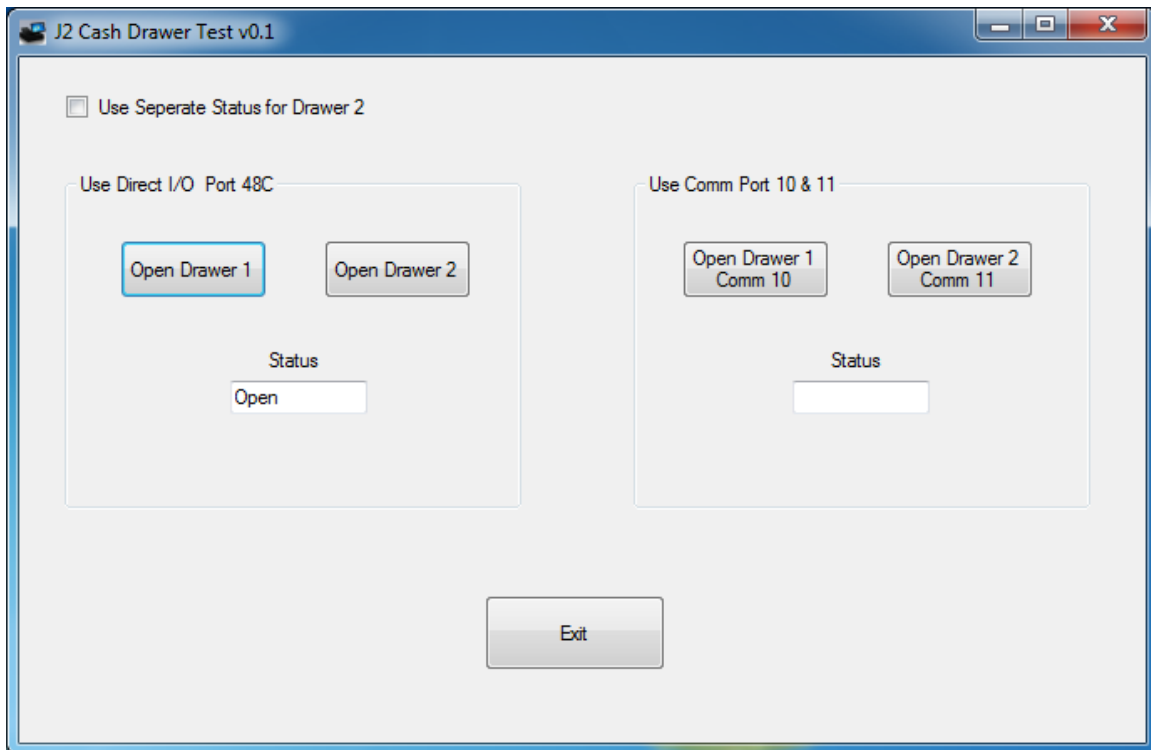 J2 Cash Drawer Test v0.1
Use Seperate Status for Drawer 2
Use Direct I/O Port 48C
Open Drawer 1
Open Drawer 2
Status
Open
Use Comm Port 10 & 11
Open Drawer 1
Comm 10
Open Drawer 2
Comm 11
Status
Exit